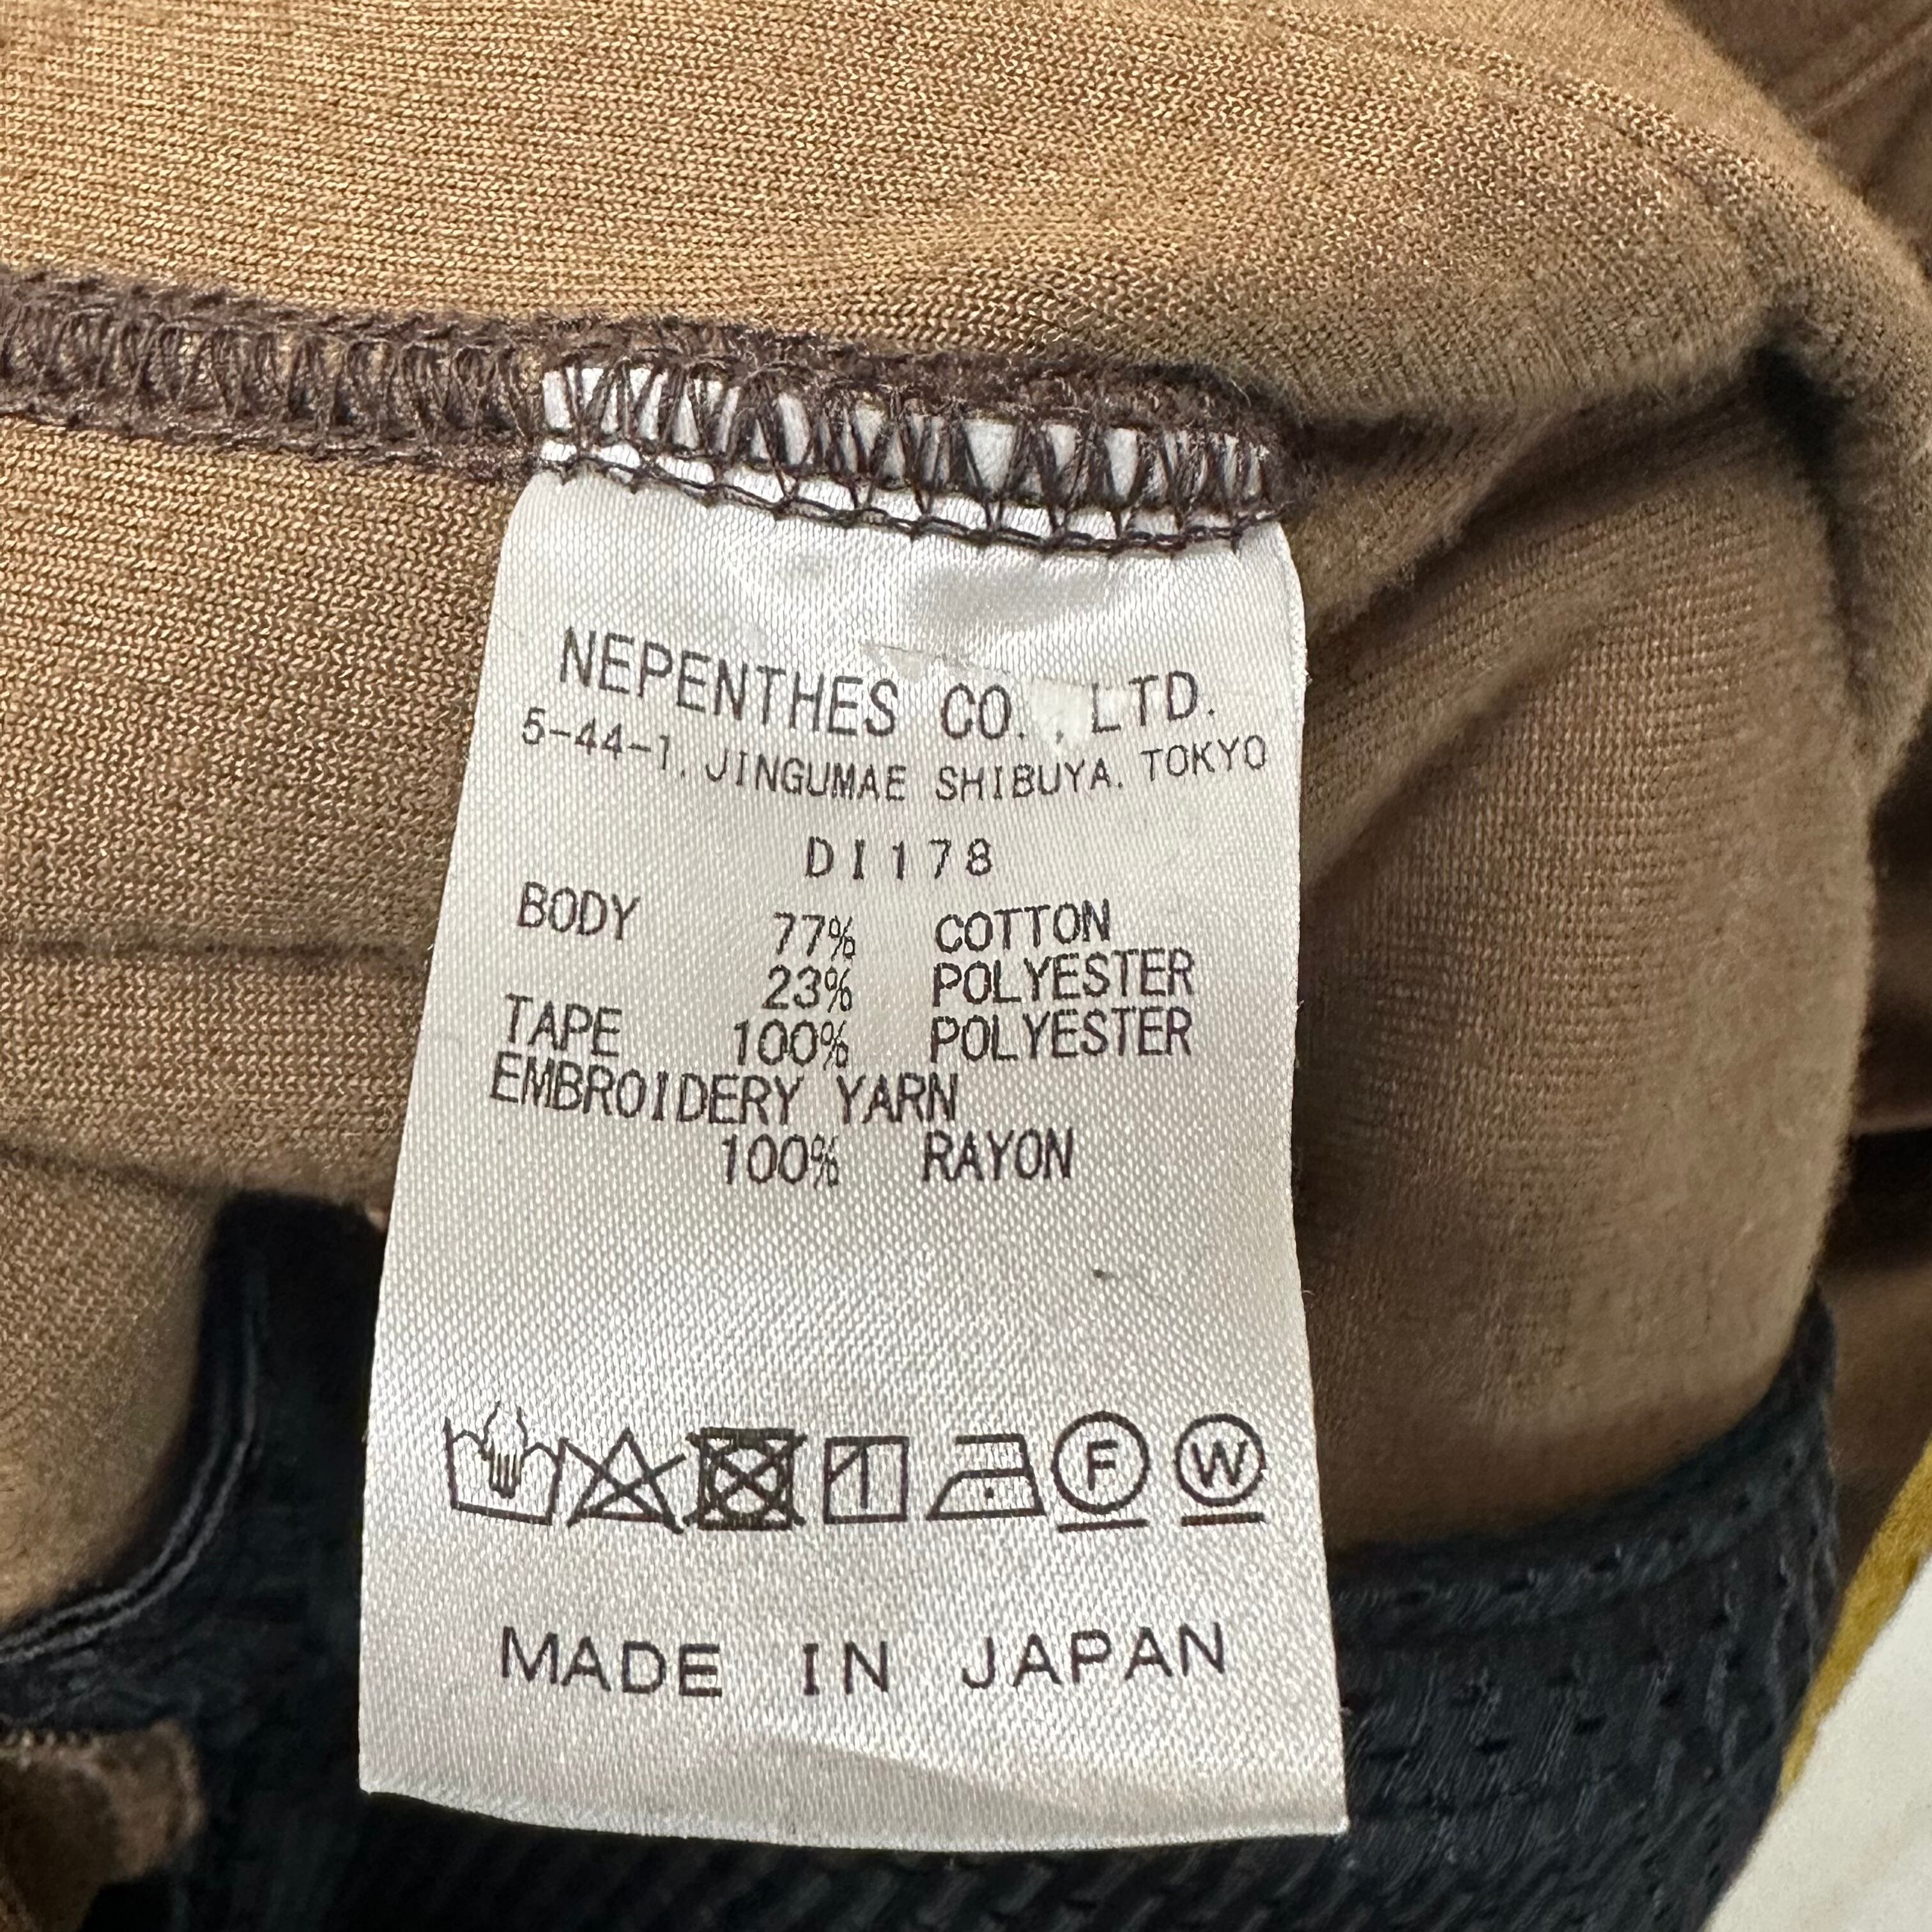 NEPENTHES CO.,LTD.
5-44-1, JINGUMAE SHIBUYA, TOKYO
DI178
BODY 77% COTTON
23% POLYESTER
TAPE 100% POLYESTER
EMBROIDERY YARN
100% RAYON
F W
MADE IN JAPAN